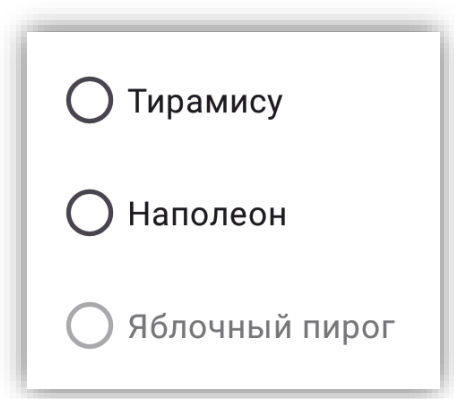 Тирамису
Наполеон
Яблочный пирог